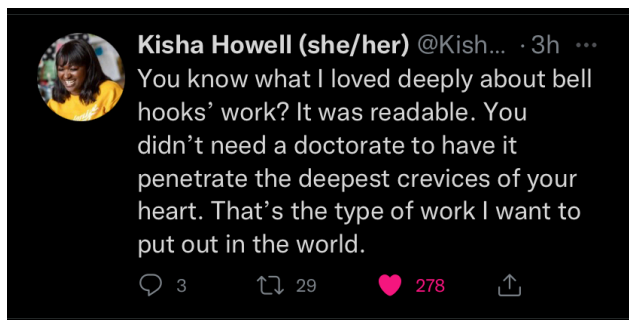 Kisha Howell (she/her) @Kish... · 3h ···
You know what I loved deeply about bell
hooks’ work? It was readable. You
didn’t need a doctorate to have it
penetrate the deepest crevices of your
heart. That’s the type of work I want to
put out in the world.
3 29 278